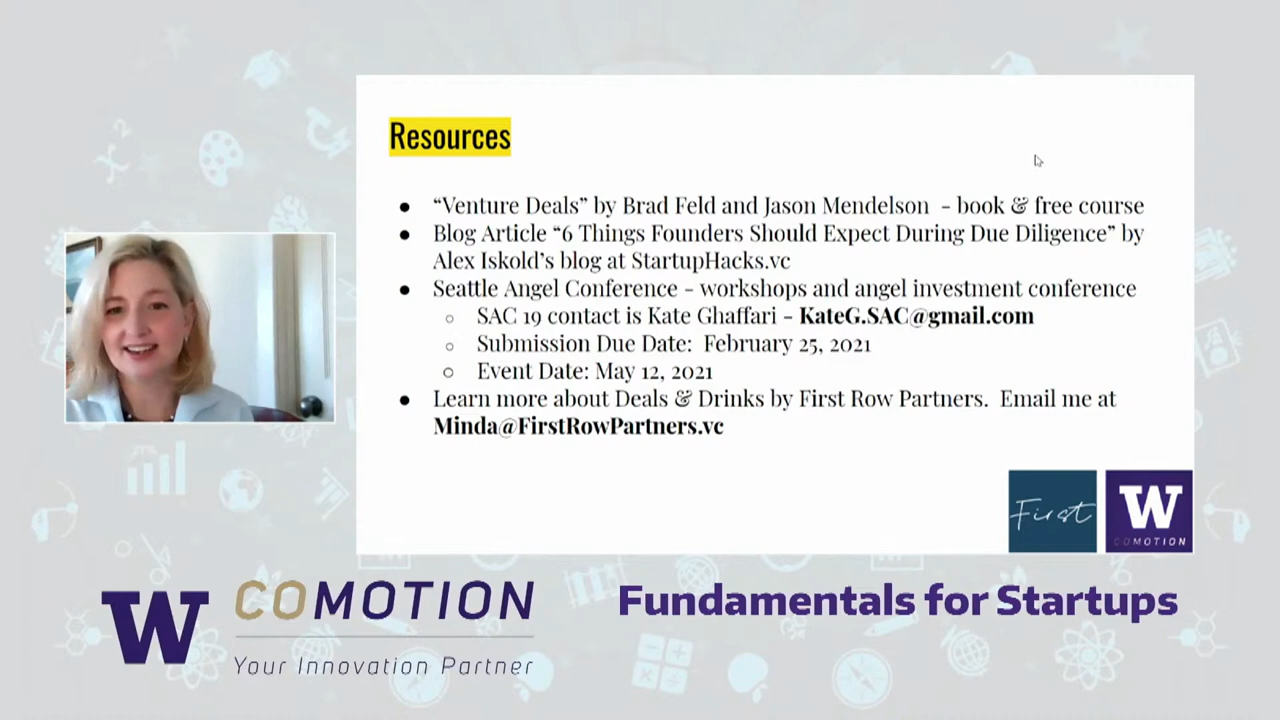 Resources
● “Venture Deals” by Brad Feld and Jason Mendelson - book & free course
● Blog Article “6 Things Founders Should Expect During Due Diligence” by
Alex Iskold’s blog at StartupHacks.vc
● Seattle Angel Conference - workshops and angel investment conference
○ SAC 19 contact is Kate Ghaffari - KateG.SAC@gmail.com
○ Submission Due Date: February 25, 2021
○ Event Date: May 12, 2021
● Learn more about Deals & Drinks by First Row Partners. Email me at
Minda@FirstRowPartners.vc
First
W
COMOTION
W
COMOTION
Your Innovation Partner
Fundamentals for Startups